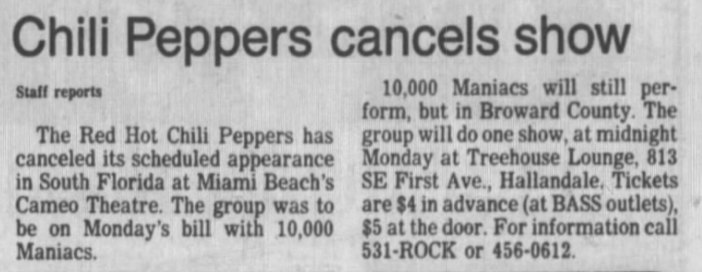 Chili Peppers cancels show
Staff reports
The Red Hot Chili Peppers has
canceled its scheduled appearance
in South Florida at Miami Beach's
Cameo Theatre. The group was to
be on Monday's bill with 10,000
Maniacs.
10,000 Maniacs will still per-
form, but in Broward County. The
group will do one show, at midnight
Monday at Treehouse Lounge, 813
SE First Ave., Hallandale. Tickets
are $4 in advance (at BASS outlets),
$5 at the door. For information call
531-ROCK or 456-0612.